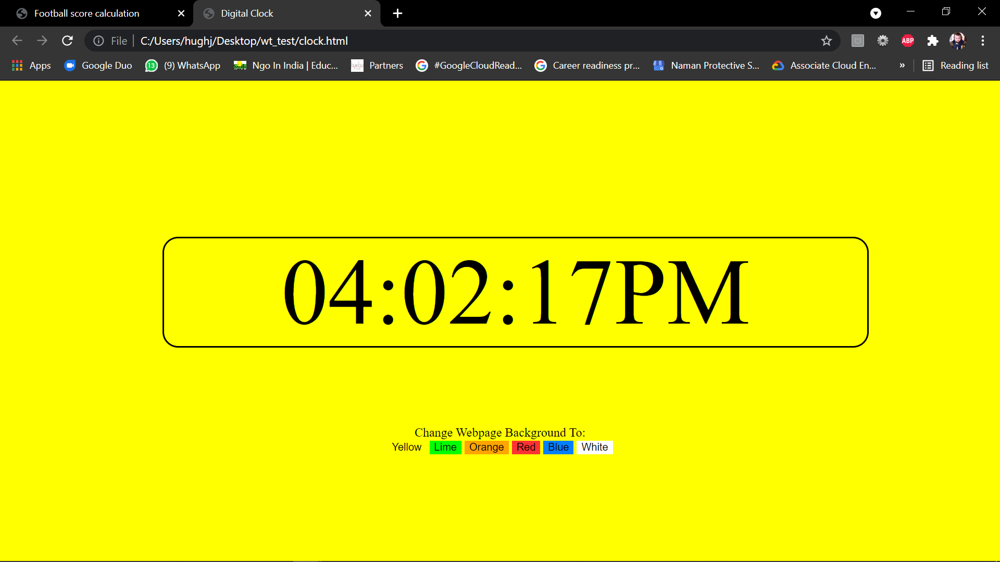 Football score calculation
Digital Clock
File
C:/Users/hughj/Desktop/wt_test/clock.html
ABP
Apps
Google Duo
13
(9) WhatsApp
Ngo In India | Educ...
Partners
#GoogleCloudRead...
Career readiness pr...
Naman Protective S...
Associate Cloud En...
»
Reading list
04:02:17PM
Change Webpage Background To:
Yellow Lime Orange Red Blue White